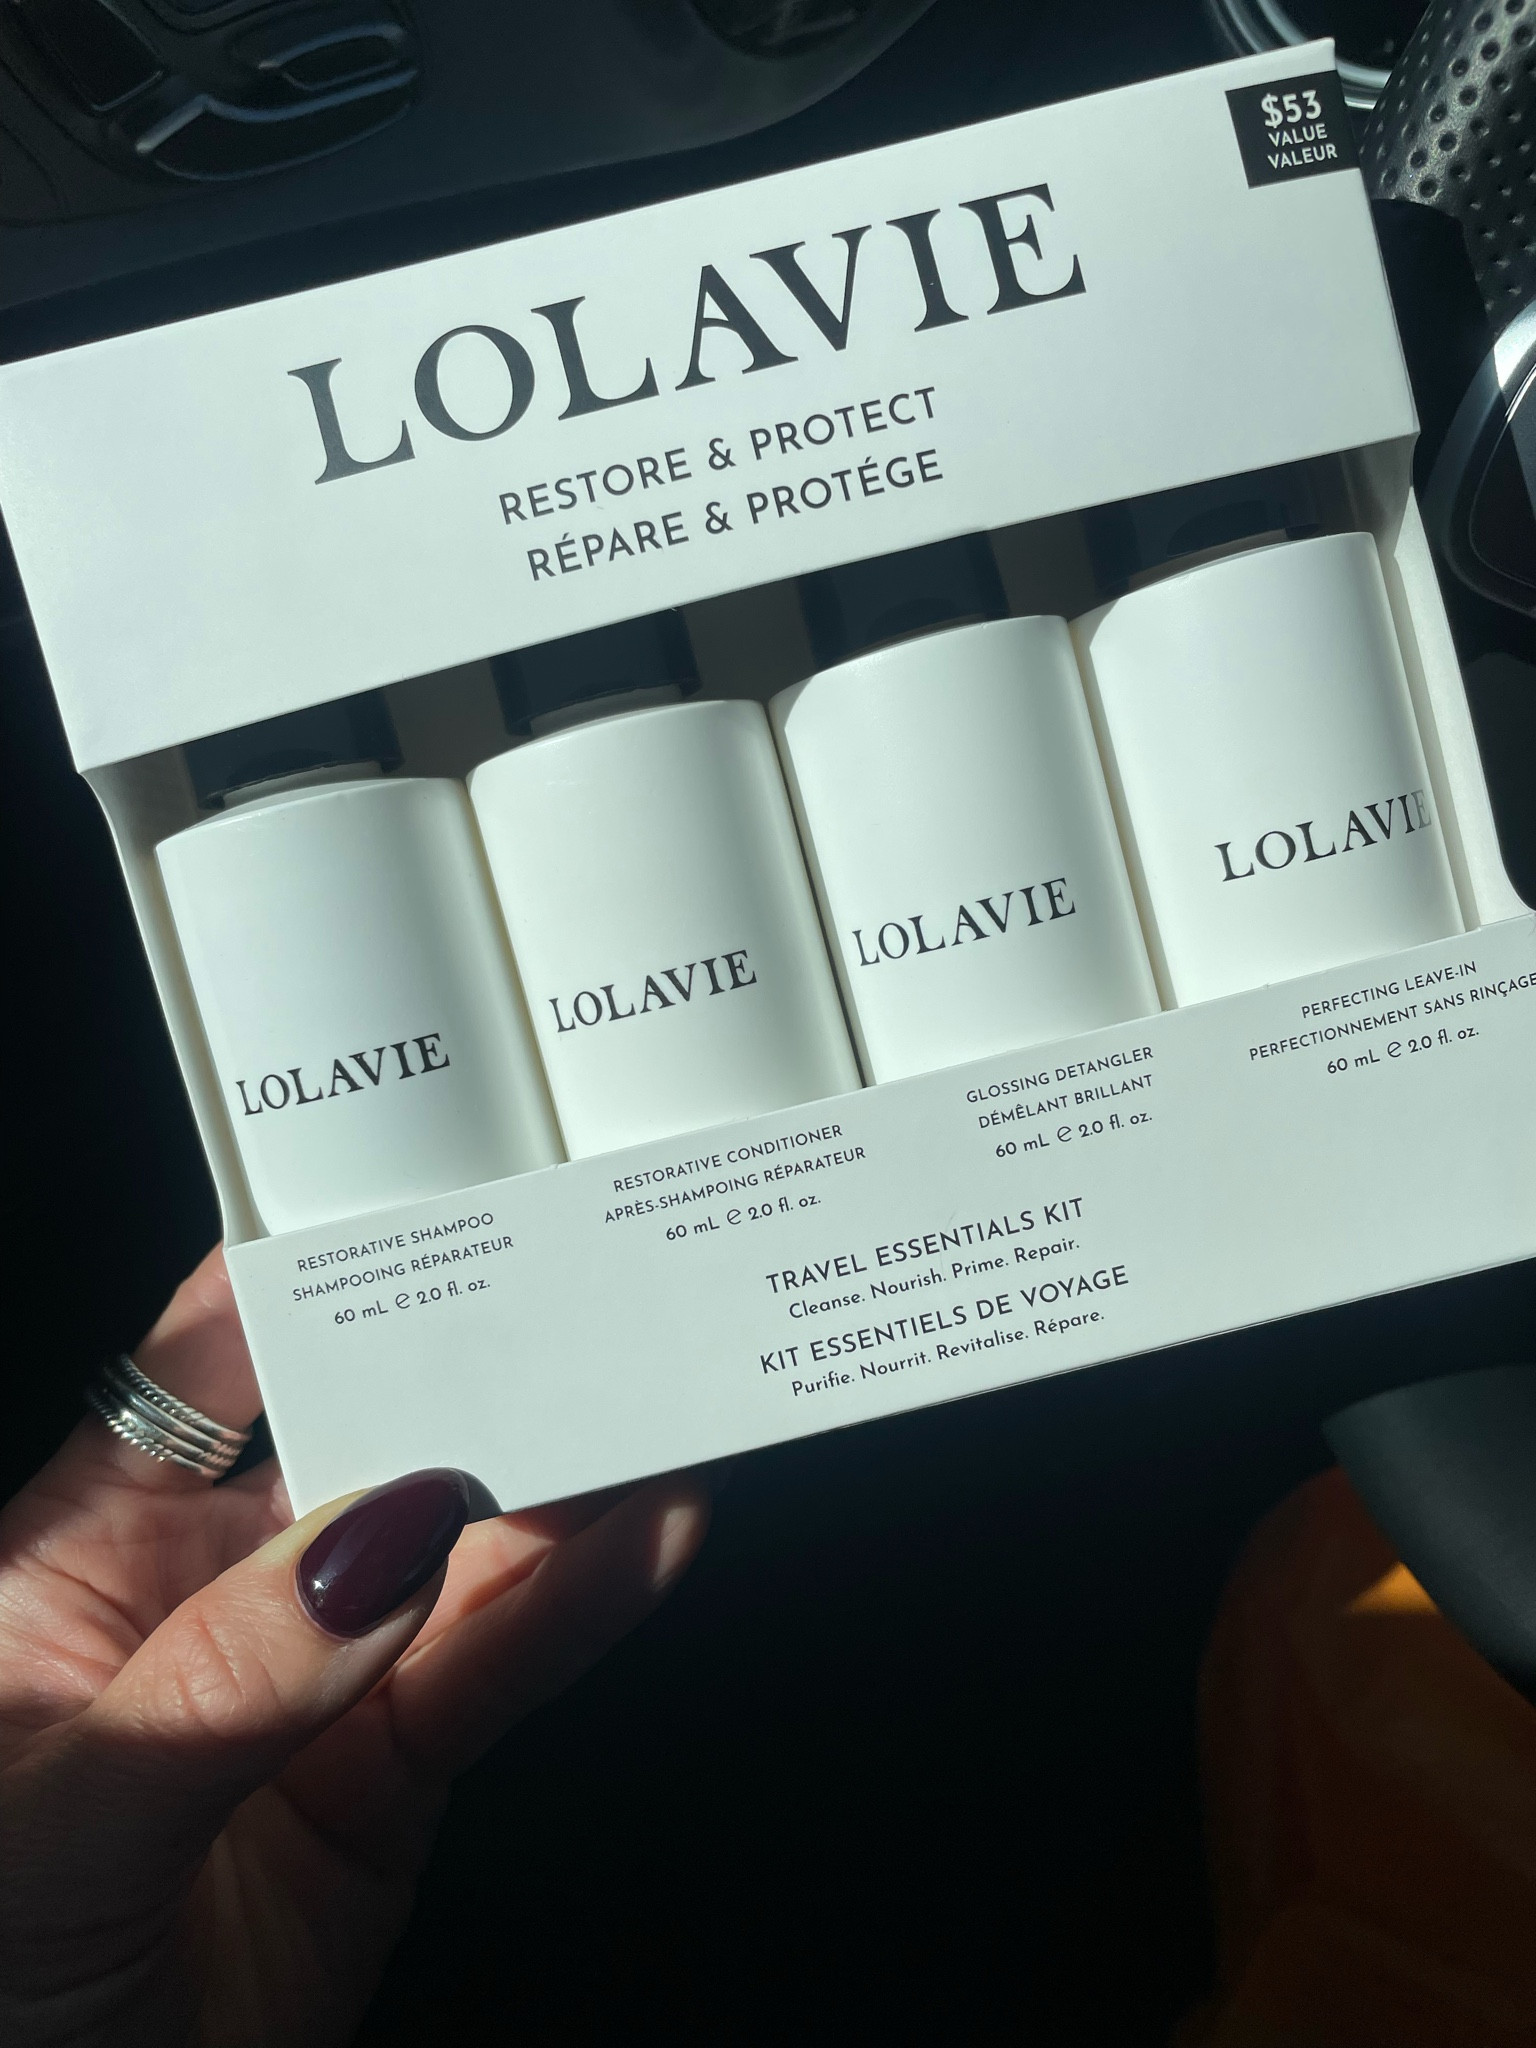 $53
VALUE
VALEUR
LOLAVIE
RESTORE & PROTECT
RÉPARE & PROTÉGE
LOLAVIE
LOLAVIE
LOLAVIE
LOLAVIE
RESTORATIVE SHAMPOO
SHAMPOOING RÉPARATEUR
60 mL ℮ 2.0 fl. oz.
RESTORATIVE CONDITIONER
APRÈS-SHAMPOING RÉPARATEUR
60 mL ℮ 2.0 fl. oz.
GLOSSING DETANGLER
DÉMÊLANT BRILLANT
60 mL ℮ 2.0 fl. oz.
PERFECTING LEAVE-IN
PERFECTIONNEMENT SANS RINÇAGE
60 mL ℮ 2.0 fl. oz.
TRAVEL ESSENTIALS KIT
Cleanse. Nourish. Prime. Repair.
KIT ESSENTIELS DE VOYAGE
Purifie. Nourrit. Revitalise. Répare.